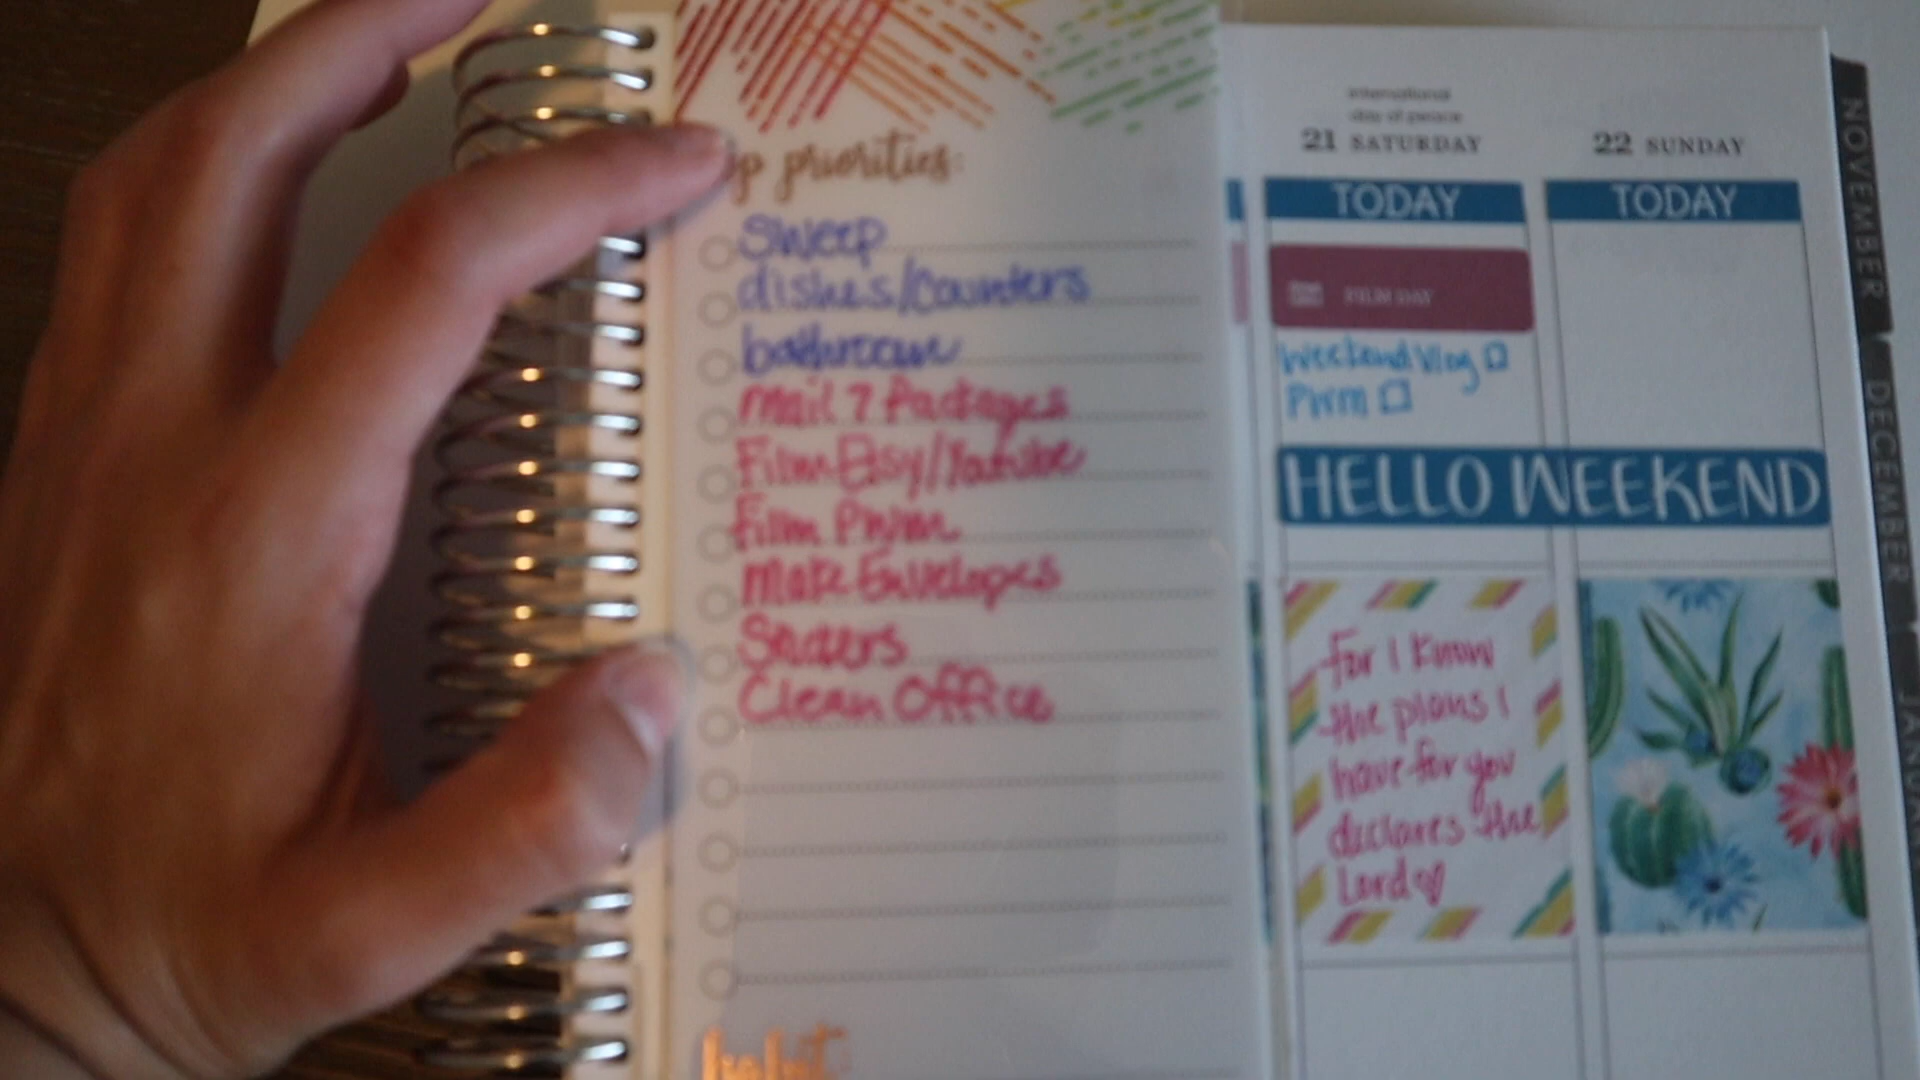 priorities:
Sweep
dishes/counters
bathroom
Mail 7 Packages
Film Etsy/Youtube
Film PWM
Make Envelopes
Clean Office
habit
international
day of peace
21 SATURDAY
TODAY
FILM DAY
Weekend Vlog
PWM
22 SUNDAY
TODAY
HELLO WEEKEND
For I know
the plans I
have for you
declares the
Lord
NOVEMBER
DECEMBER